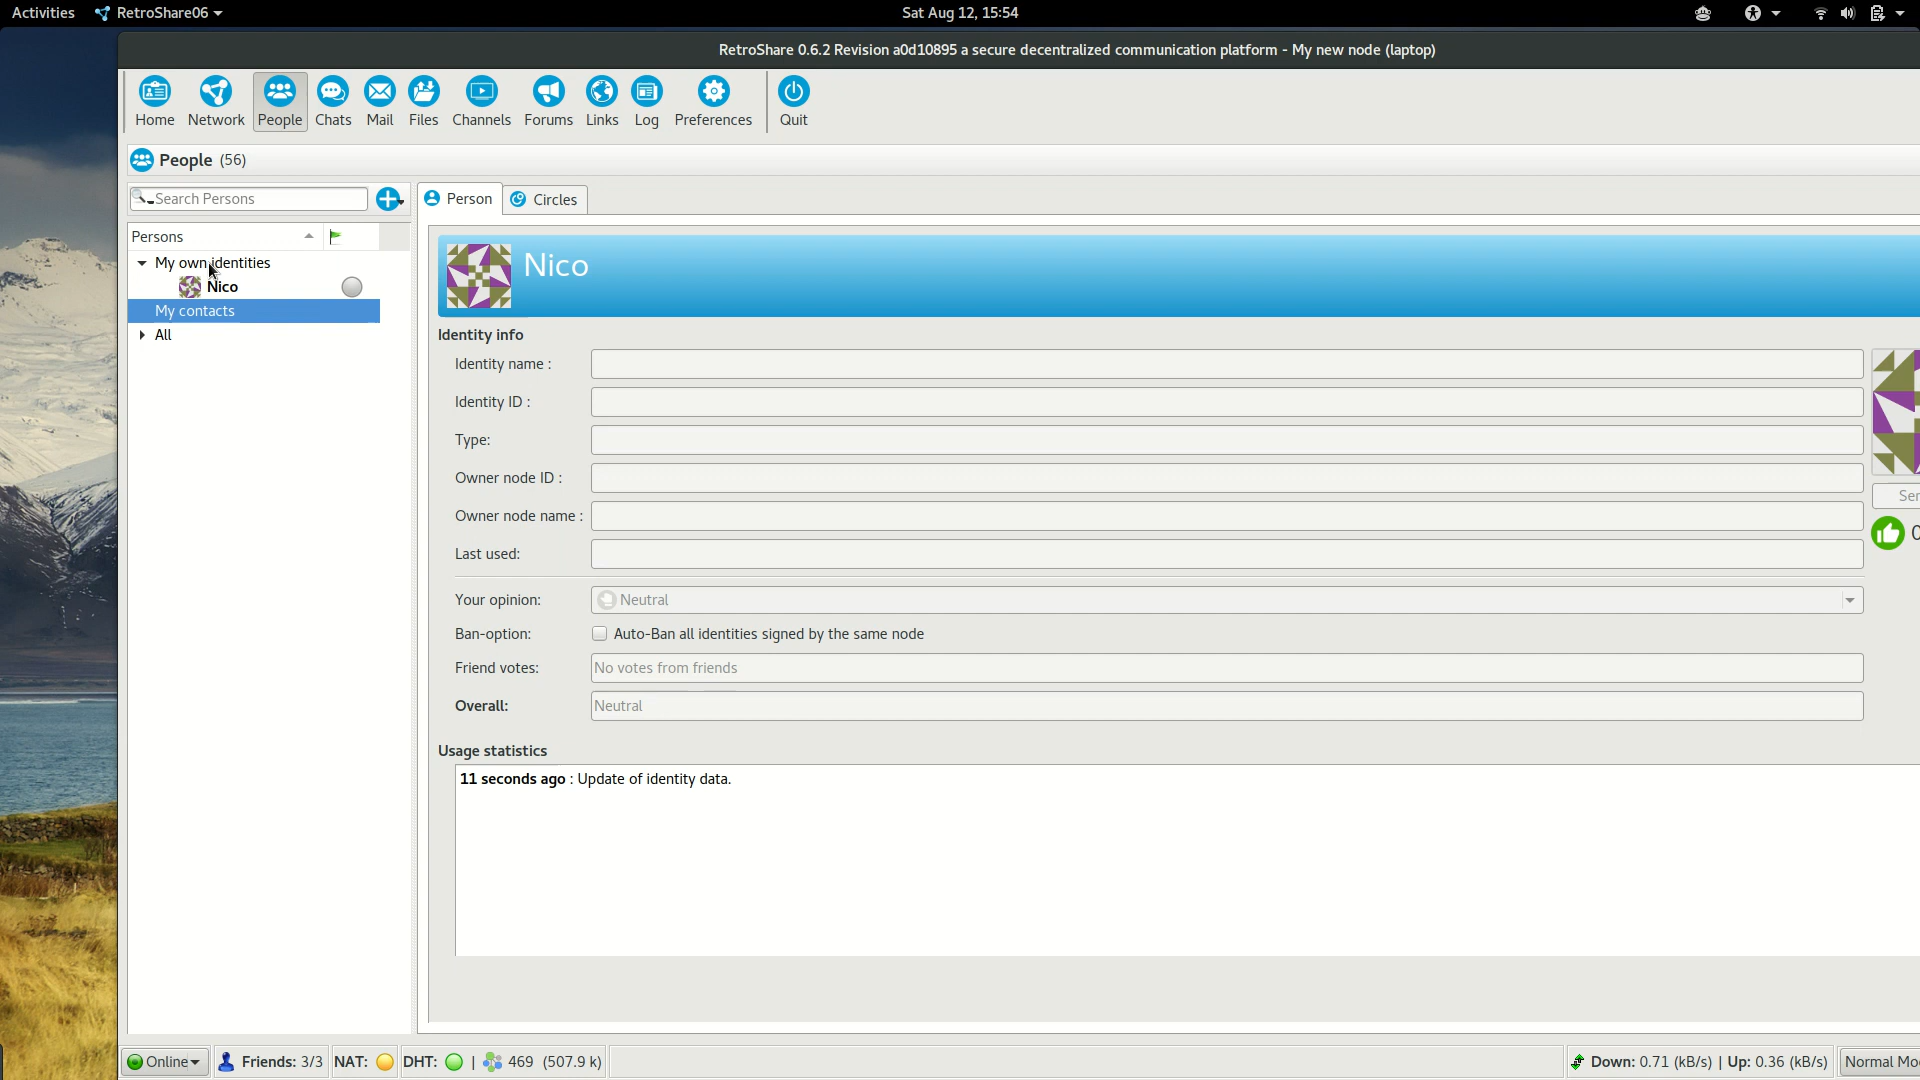 Activities RetroShare06 Sat Aug 12, 15:54
RetroShare 0.6.2 Revision a0d10895 a secure decentralized communication platform - My new node (laptop)
Home Network People Chats Mail Files Channels Forums Links Log Preferences Quit
People (56)
Search Persons
Person Circles
Persons
My own identities
Nico
My contacts
All
Nico
Identity info
Identity name :
Identity ID :
Type:
Owner node ID :
Owner node name :
Last used:
Your opinion: Neutral
Ban-option: Auto-Ban all identities signed by the same node
Friend votes: No votes from friends
Overall: Neutral
Usage statistics
11 seconds ago : Update of identity data.
Online Friends: 3/3 NAT: DHT: | 469 (507.9 k) Down: 0.71 (kB/s) | Up: 0.36 (kB/s) Normal